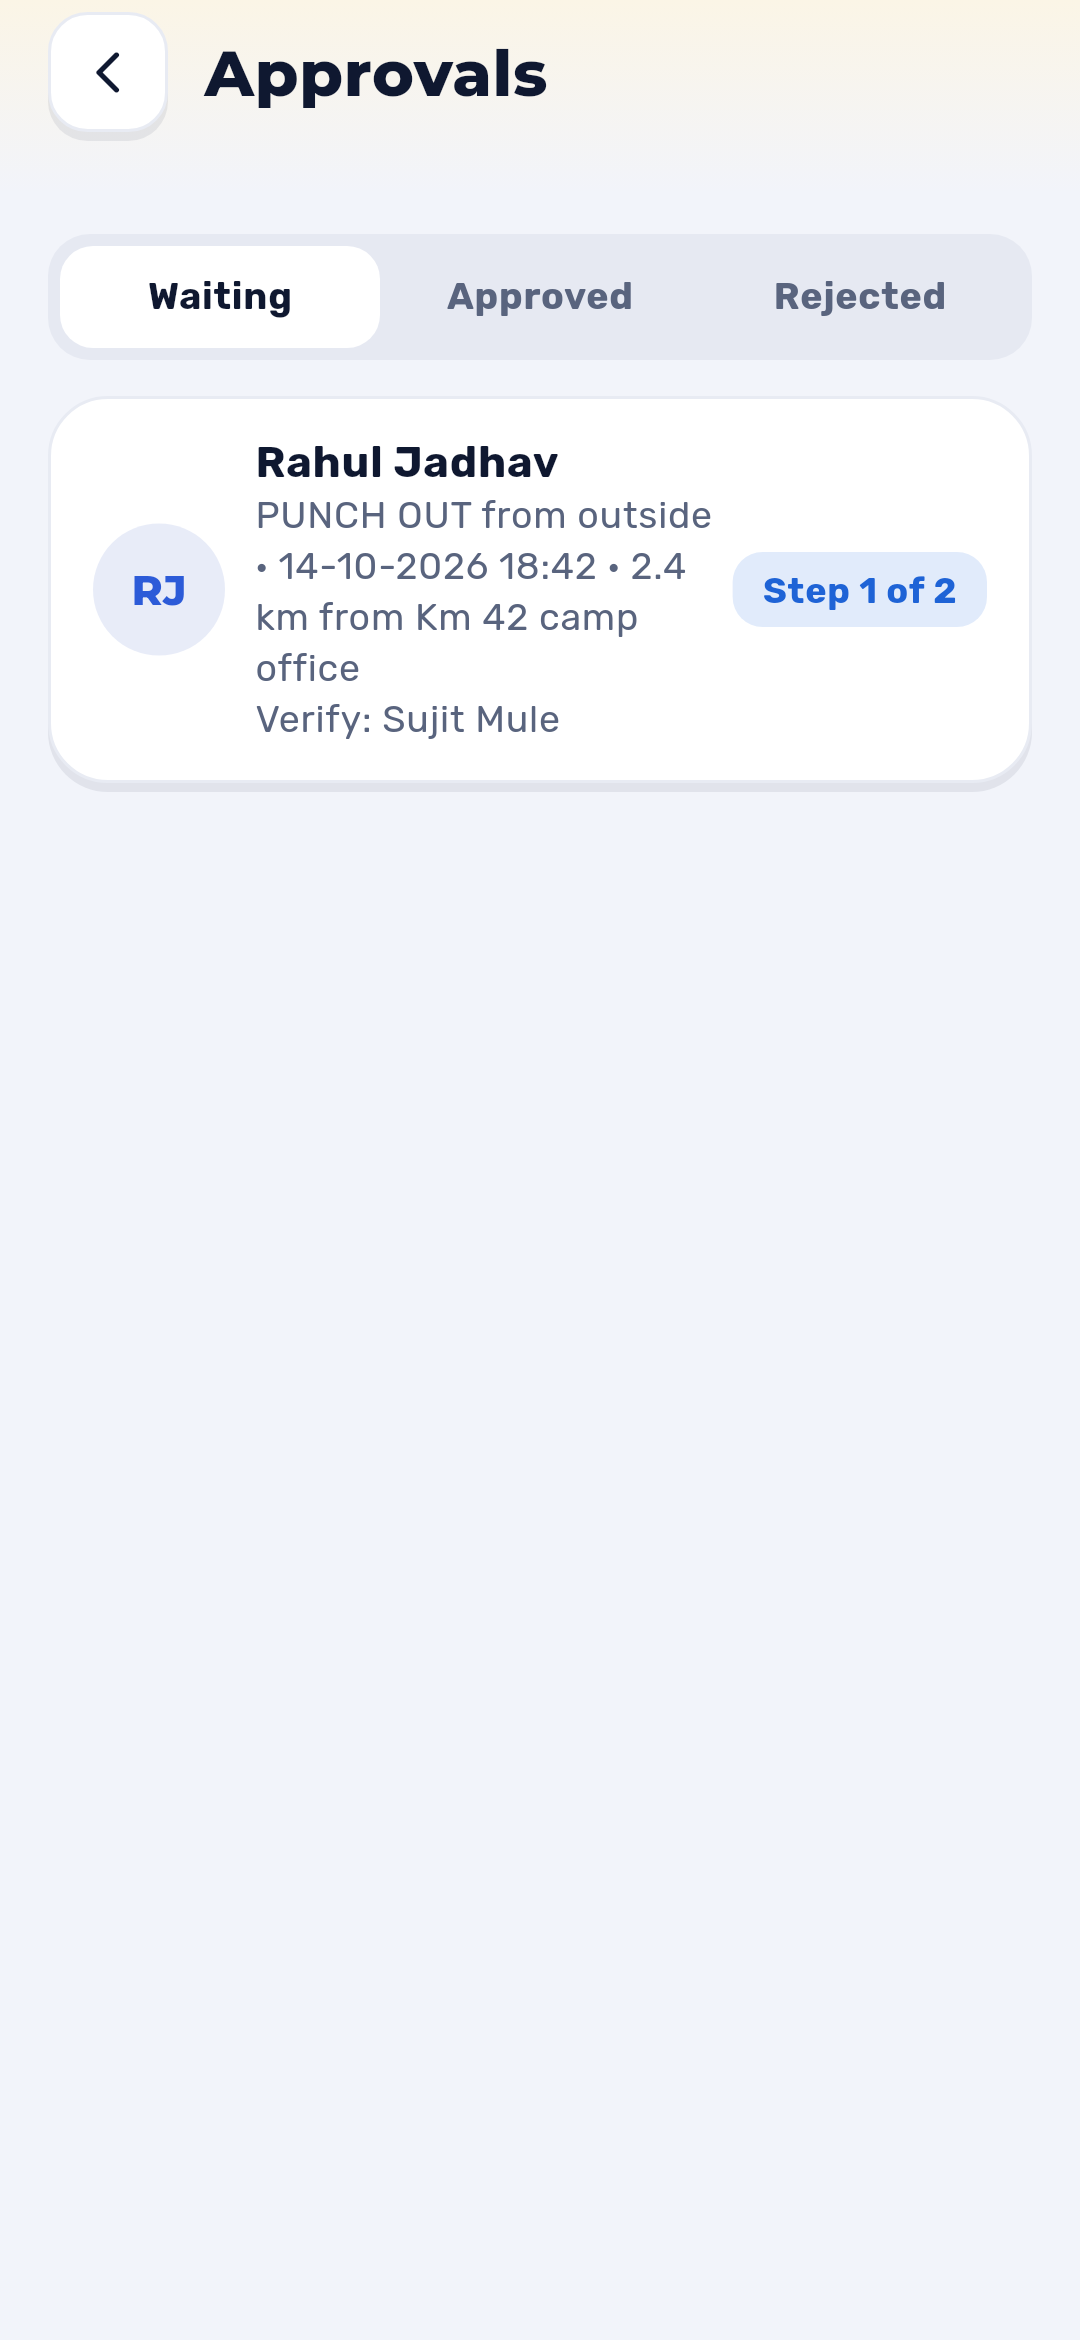 Approvals
Waiting
Approved
Rejected
Rahul Jadhav
PUNCH OUT from outside
• 14-10-2026 18:42 • 2.4
km from Km 42 camp
office
Verify: Sujit Mule
RJ
Step 1 of 2